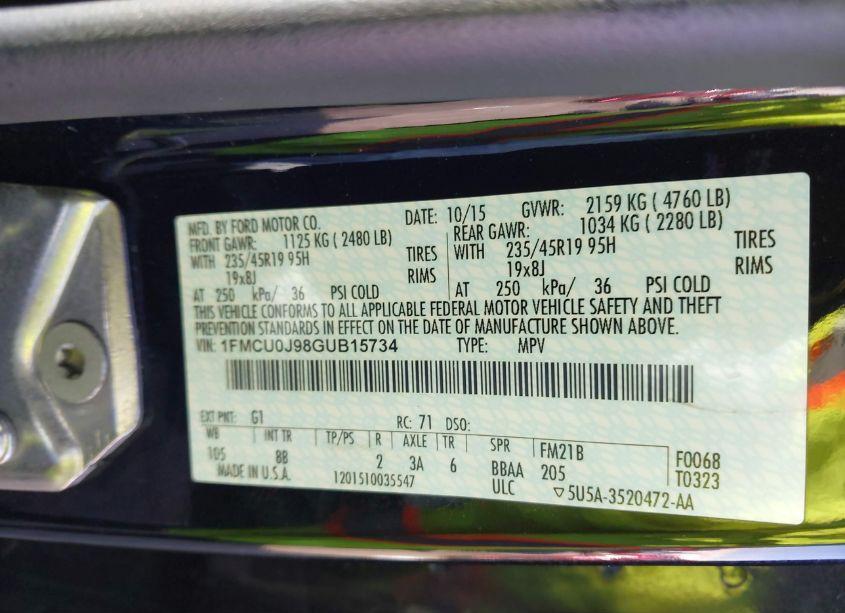 MFD. BY FORD MOTOR CO. DATE: 10/15 GVWR: 2159 KG ( 4760 LB)
FRONT GAWR: 1125 KG ( 2480 LB) REAR GAWR: 1034 KG ( 2280 LB)
WITH 235/45R19 95H TIRES WITH 235/45R19 95H TIRES
19x8J RIMS 19x8J RIMS
AT 250 kPa/ 36 PSI COLD AT 250 kPa/ 36 PSI COLD
THIS VEHICLE CONFORMS TO ALL APPLICABLE FEDERAL MOTOR VEHICLE SAFETY AND THEFT
PREVENTION STANDARDS IN EFFECT ON THE DATE OF MANUFACTURE SHOWN ABOVE.
VIN: 1FMCU0J98GUB15734 TYPE: MPV
EXT PNT: G1 RC: 71 DSO:
WB INT TR TP/PS R AXLE TR SPR FM21B F0068
105 8B 2 3A 6 BBAA 205 T0323
MADE IN U.S.A. 1201510035547 ULC ▽5U5A-3520472-AA